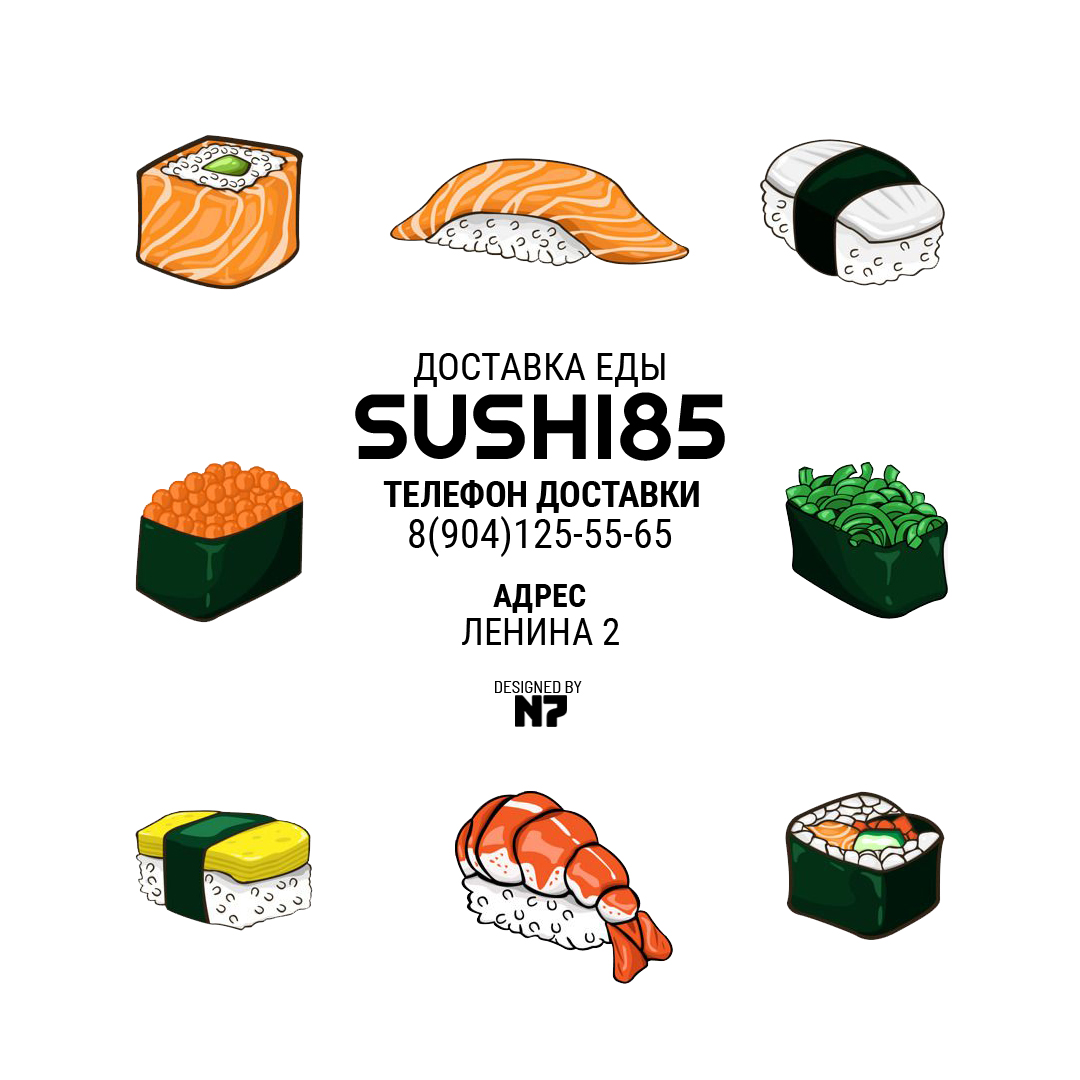 ДОСТАВКА ЕДЫ
SUSHI85
ТЕЛЕФОН ДОСТАВКИ
8(904)125-55-65
АДРЕС
ЛЕНИНА 2
DESIGNED BY
N7